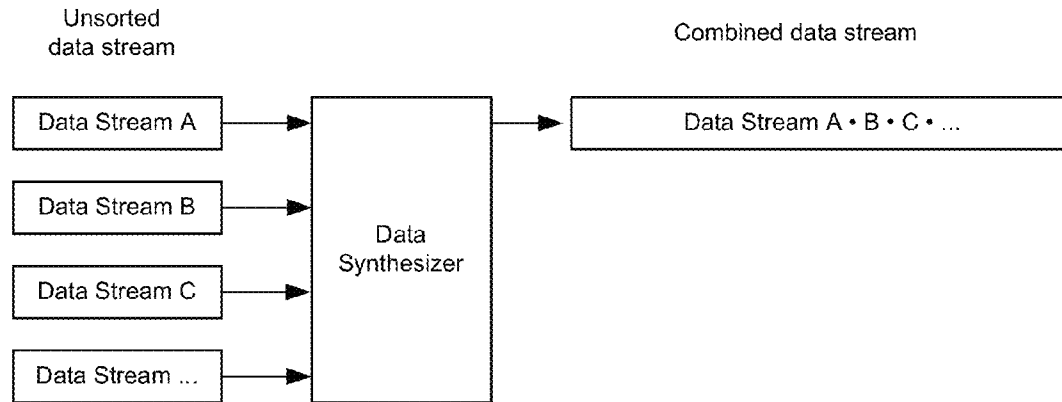 Unsorted
data stream
Combined data stream
Data Stream A
Data Stream A • B • C • ...
Data Stream B
Data
Synthesizer
Data Stream C
Data Stream ...